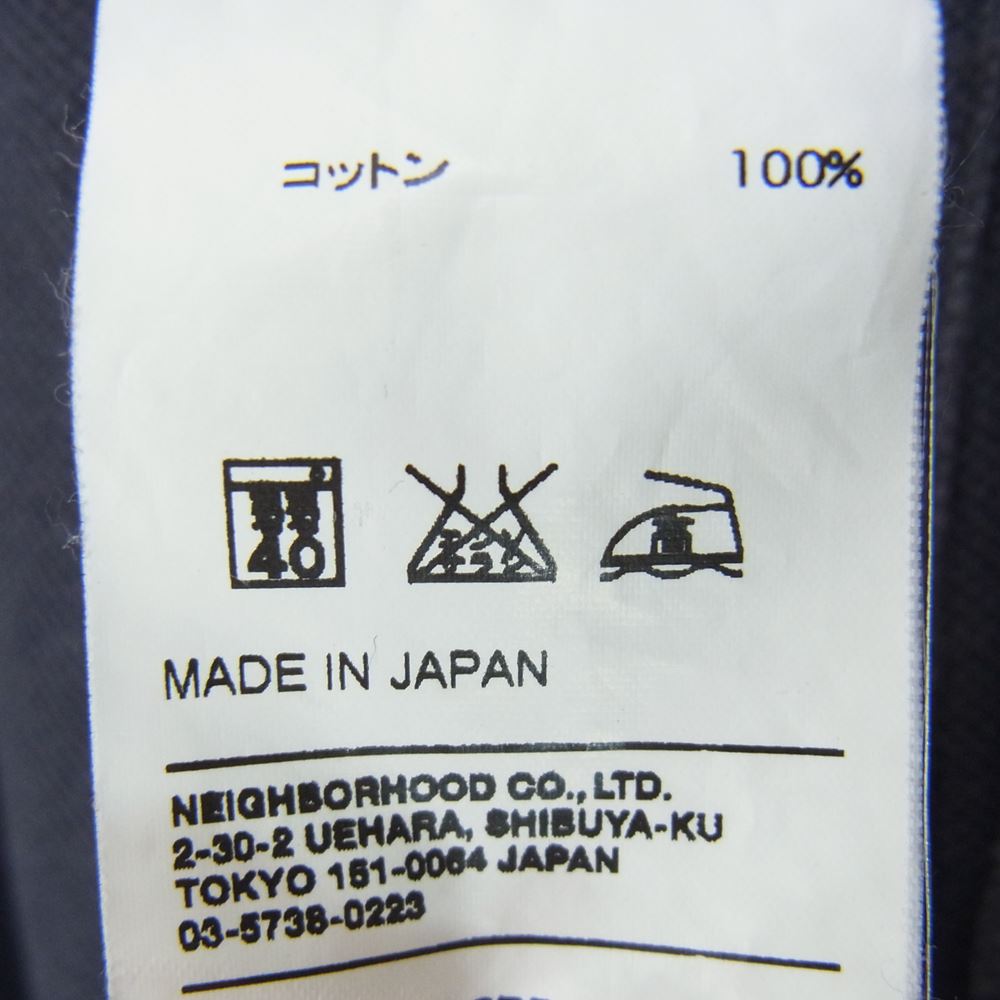 コットン 100%
40
MADE IN JAPAN
NEIGHBORHOOD CO., LTD.
2-30-2 UEHARA, SHIBUYA-KU
TOKYO 151-0064 JAPAN
03-5738-0223